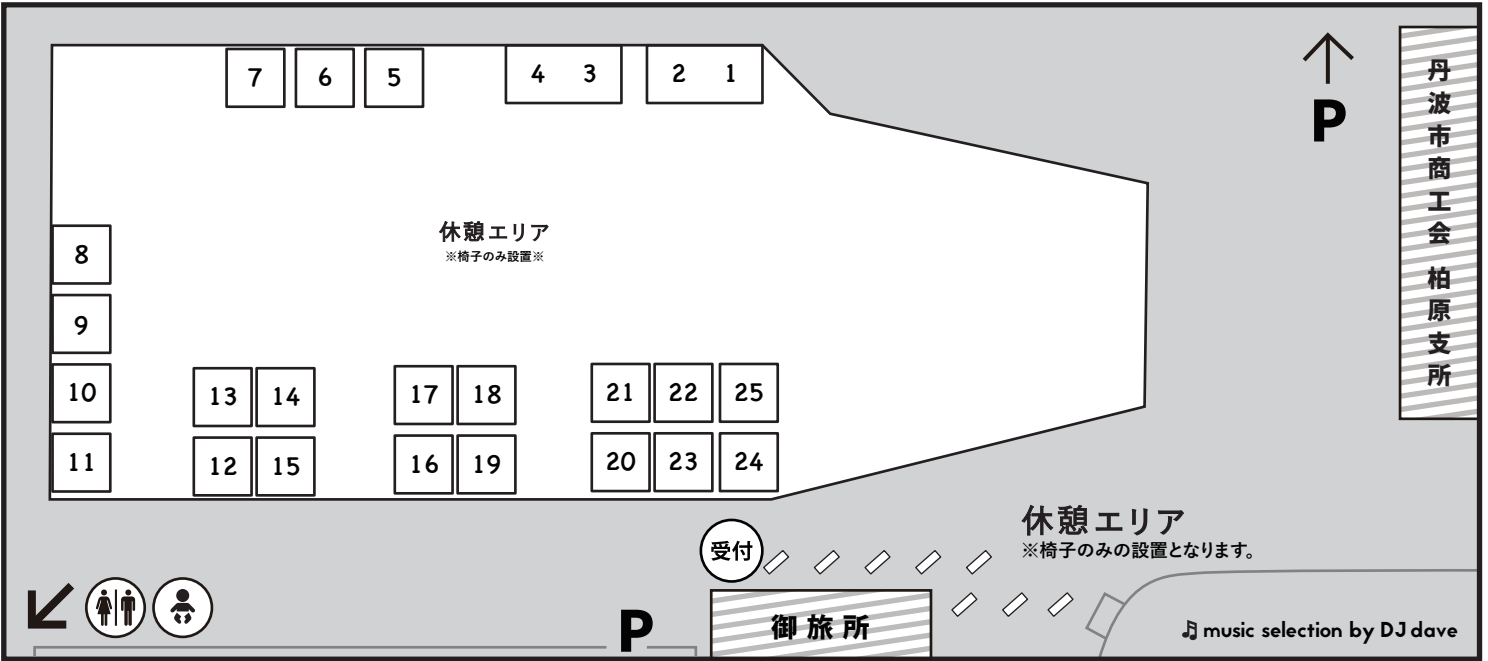 7 6 5 4 3 2 1
P
丹波市商工会 柏原支所
休憩エリア
※椅子のみ設置※
8
9
10
11
13 14
12 15
17 18
16 19
21 22 25
20 23 24
受付
休憩エリア
※椅子のみの設置となります。
P
御旅所
music selection by DJ dave